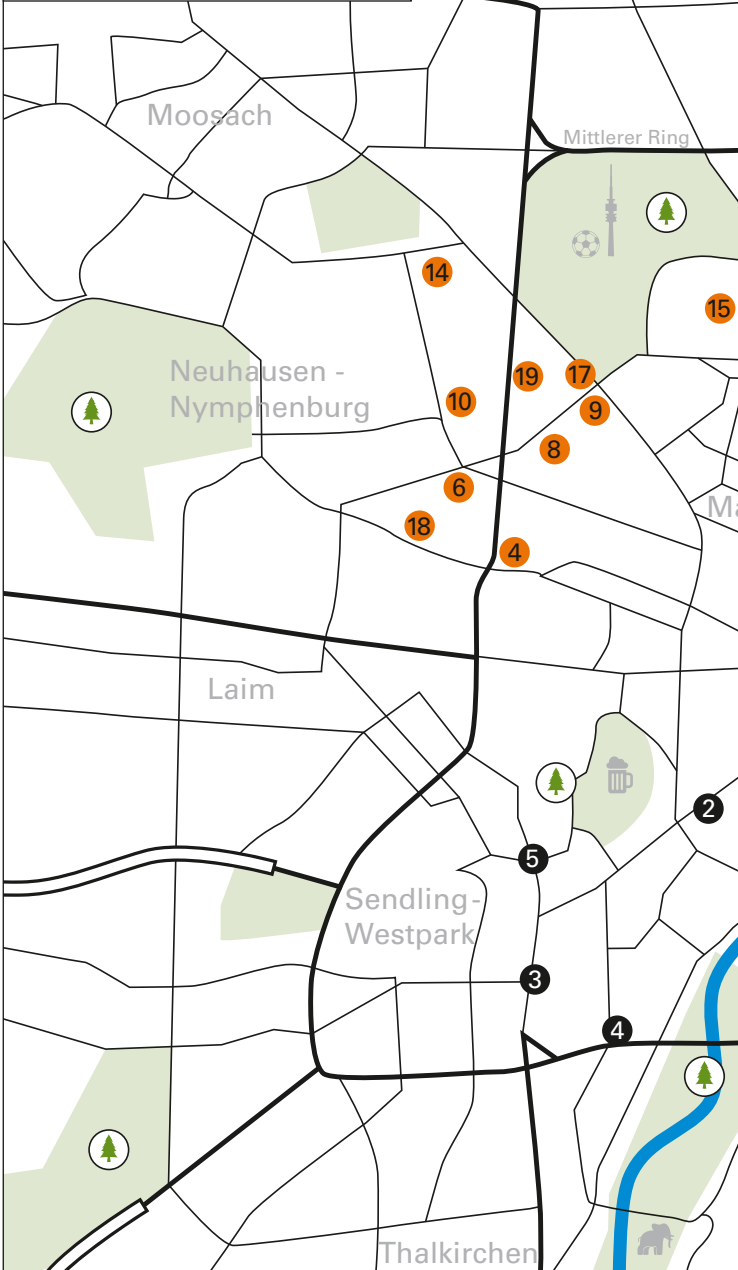 Moosach
Mittlerer Ring
14
15
Neuhausen -
Nymphenburg
19
17
10
9
8
6
Ma
18
4
Laim
2
5
Sendling-
Westpark
3
4
Thalkirchen